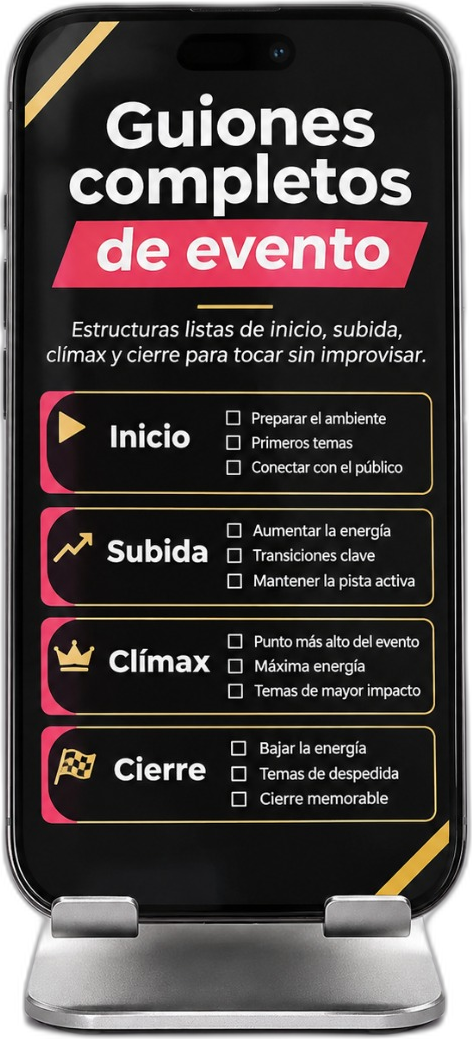 Guiones
completos
de evento
Estructuras listas de inicio, subida,
clímax y cierre para tocar sin improvisar.
Inicio
Preparar el ambiente
Primeros temas
Conectar con el público
Subida
Aumentar la energía
Transiciones clave
Mantener la pista activa
Clímax
Punto más alto del evento
Máxima energía
Temas de mayor impacto
Cierre
Bajar la energía
Temas de despedida
Cierre memorable